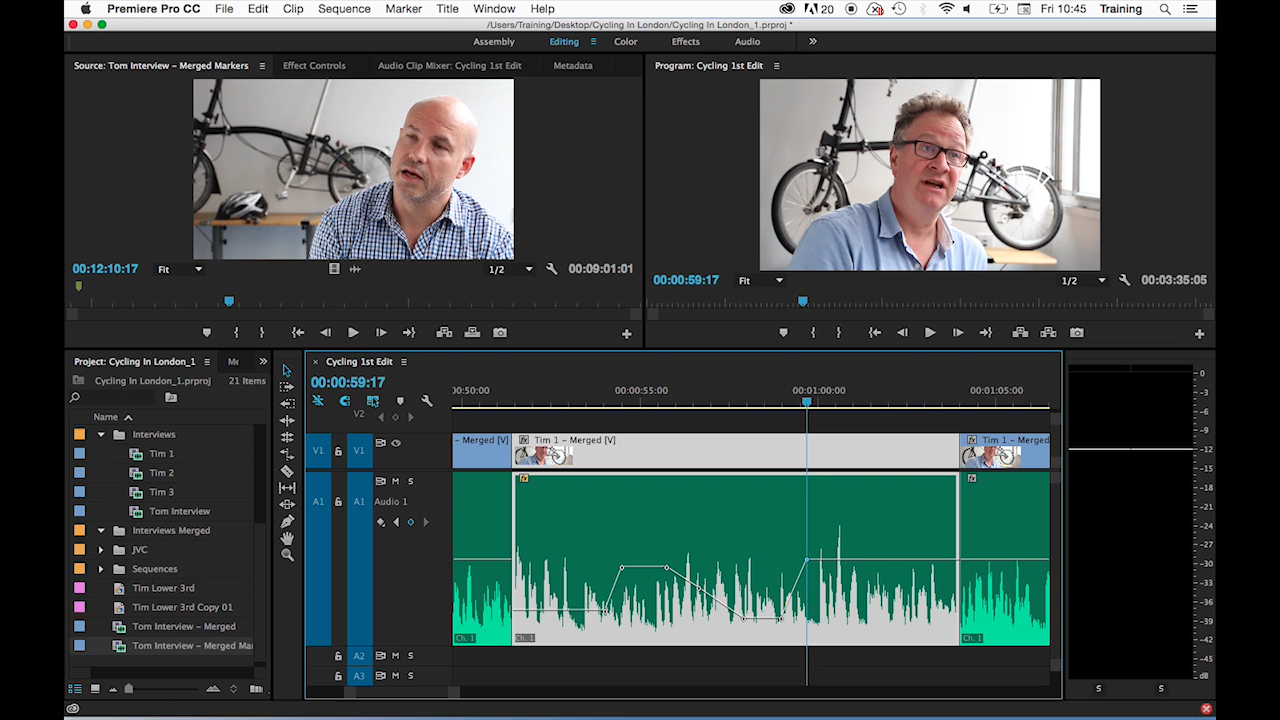 Premiere Pro CC File Edit Clip Sequence Marker Title Window Help 20 Fri 10:45 Training
/Users/Training/Desktop/Cycling In London/Cycling In London_1.prproj *
Assembly Editing Color Effects Audio
Source: Tom Interview – Merged Markers Effect Controls Audio Clip Mixer: Cycling 1st Edit Metadata
Program: Cycling 1st Edit
00:12:10:17 Fit 1/2 00:09:01:01
00:00:59:17 Fit 1/2 00:03:35:05
Project: Cycling In London_1 Me
Cycling In London_1.prproj 21 Items
Name
Interviews
Tim 1
Tim 2
Tim 3
Tom Interview
Interviews Merged
JVC
Sequences
Tim Lower 3rd
Tim Lower 3rd Copy 01
Tom Interview – Merged
Tom Interview – Merged Mar
× Cycling 1st Edit
00:00:59:17
:00:50:00 00:00:55:00 00:01:00:00 00:01:05:00
V2
V1 V1
– Merged [V] fx Tim 1 – Merged [V] fx Tim 1 – Merged
A1 A1 Audio 1
M S
fx fx
Ch. 1 Ch. 1 Ch. 1
A2 M S
A3 M S
0
-3
-6
-9
-12
-15
-18
-21
-24
-27
-30
-33
-36
-39
-42
-45
dB
S S